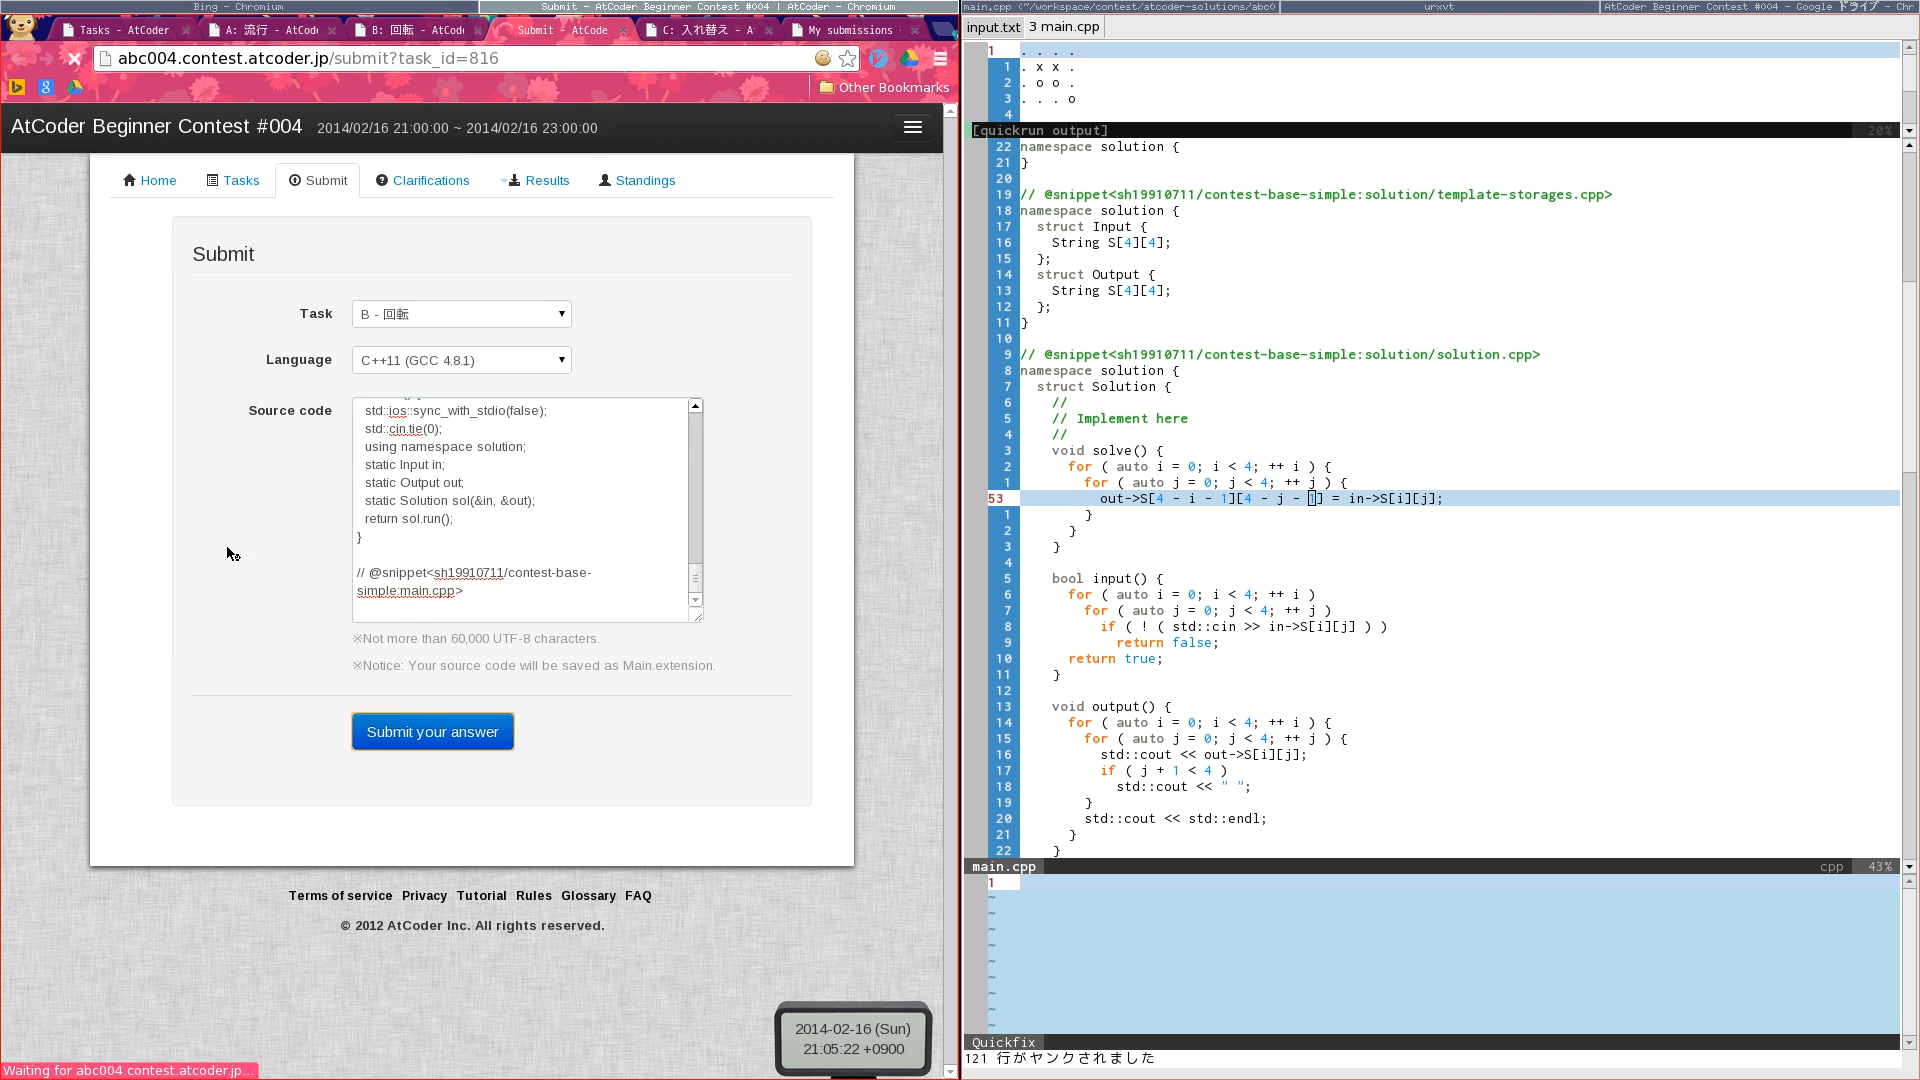 Bing - Chromium
Submit - AtCoder Beginner Contest #004 | AtCoder - Chromium
main.cpp (~/workspace/contest/atcoder-solutions/abc0
urxvt
AtCoder Beginner Contest #004 - Google ドライブ - Chr
Tasks - AtCoder
A: 流行 - AtCod
B: 回転 - AtCod
Submit - AtCode
C: 入れ替え - A
My submissions
abc004.contest.atcoder.jp/submit?task_id=816
Other Bookmarks
AtCoder Beginner Contest #004 2014/02/16 21:00:00 ~ 2014/02/16 23:00:00
Home
Tasks
Submit
Clarifications
Results
Standings
Submit
Task
B - 回転
Language
C++11 (GCC 4.8.1)
Source code
std::ios::sync_with_stdio(false);
std::cin.tie(0);
using namespace solution;
static Input in;
static Output out;
static Solution sol(&in, &out);
return sol.run();
}
// @snippet<sh19910711/contest-base-
simple:main.cpp>
※Not more than 60,000 UTF-8 characters.
※Notice: Your source code will be saved as Main.extension.
Submit your answer
Terms of service Privacy Tutorial Rules Glossary FAQ
© 2012 AtCoder Inc. All rights reserved.
2014-02-16 (Sun)
21:05:22 +0900
Waiting for abc004.contest.atcoder.jp...
input.txt 3 main.cpp
1 . . . .
1 . x x .
2 . o o .
3 . . . o
4
[quickrun output] 20%
22 namespace solution {
21 }
20
19 // @snippet<sh19910711/contest-base-simple:solution/template-storages.cpp>
18 namespace solution {
17 struct Input {
16 String S[4][4];
15 };
14 struct Output {
13 String S[4][4];
12 };
11 }
10
9 // @snippet<sh19910711/contest-base-simple:solution/solution.cpp>
8 namespace solution {
7 struct Solution {
6 //
5 // Implement here
4 //
3 void solve() {
2 for ( auto i = 0; i < 4; ++ i ) {
1 for ( auto j = 0; j < 4; ++ j ) {
53 out->S[4 - i - 1][4 - j - 1] = in->S[i][j];
1 }
2 }
3 }
4
5 bool input() {
6 for ( auto i = 0; i < 4; ++ i )
7 for ( auto j = 0; j < 4; ++ j )
8 if ( ! ( std::cin >> in->S[i][j] ) )
9 return false;
10 return true;
11 }
12
13 void output() {
14 for ( auto i = 0; i < 4; ++ i ) {
15 for ( auto j = 0; j < 4; ++ j ) {
16 std::cout << out->S[i][j];
17 if ( j + 1 < 4 )
18 std::cout << " ";
19 }
20 std::cout << std::endl;
21 }
22 }
main.cpp cpp 43%
1
~
~
~
~
~
~
~
~
~
Quickfix
121 行がヤンクされました